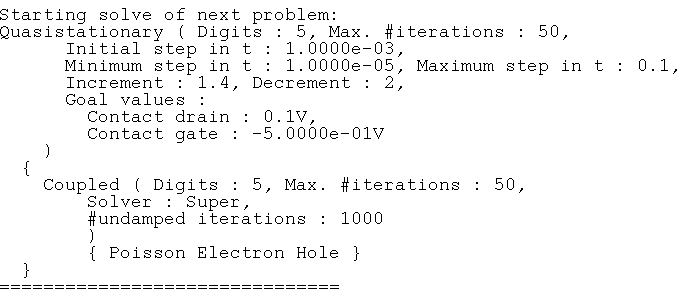 Starting solve of next problem:
Quasistationary ( Digits : 5, Max. #iterations : 50,
Initial step in t : 1.0000e-03,
Minimum step in t : 1.0000e-05, Maximum step in t : 0.1,
Increment : 1.4, Decrement : 2,
Goal values :
Contact drain : 0.1V,
Contact gate : -5.0000e-01V
)
{
Coupled ( Digits : 5, Max. #iterations : 50,
Solver : Super,
#undamped iterations : 1000
)
{ Poisson Electron Hole }
}
===============================